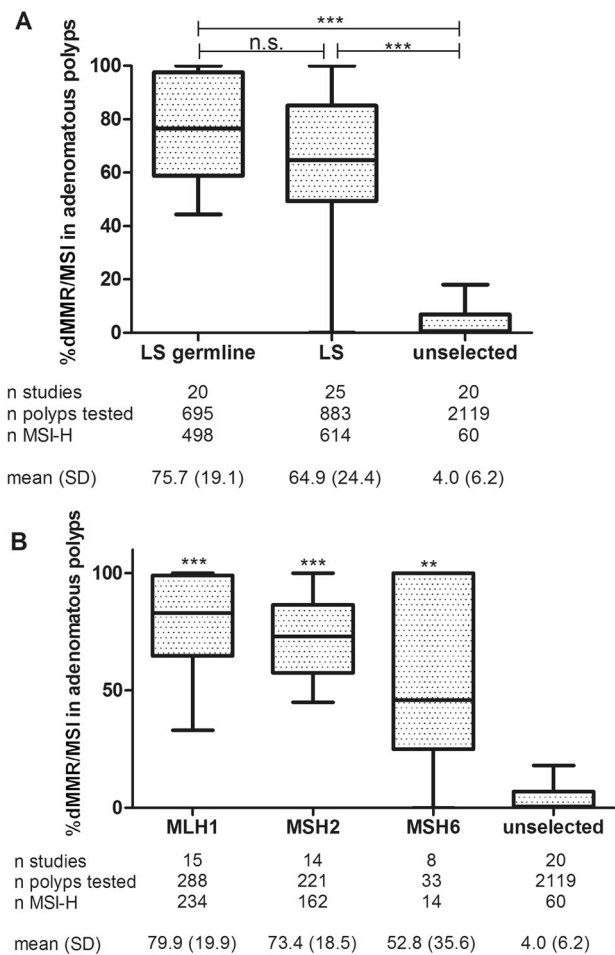 A
***
n.s.
***
%dMMR/MSI in adenomatous polyps
100
80
60
40
20
0
LS germline LS unselected
n studies 20 25 20
n polyps tested 695 883 2119
n MSI-H 498 614 60
mean (SD) 75.7 (19.1) 64.9 (24.4) 4.0 (6.2)
B
*** *** **
%dMMR/MSI in adenomatous polyps
100
50
0
MLH1 MSH2 MSH6 unselected
n studies 15 14 8 20
n polyps tested 288 221 33 2119
n MSI-H 234 162 14 60
mean (SD) 79.9 (19.9) 73.4 (18.5) 52.8 (35.6) 4.0 (6.2)